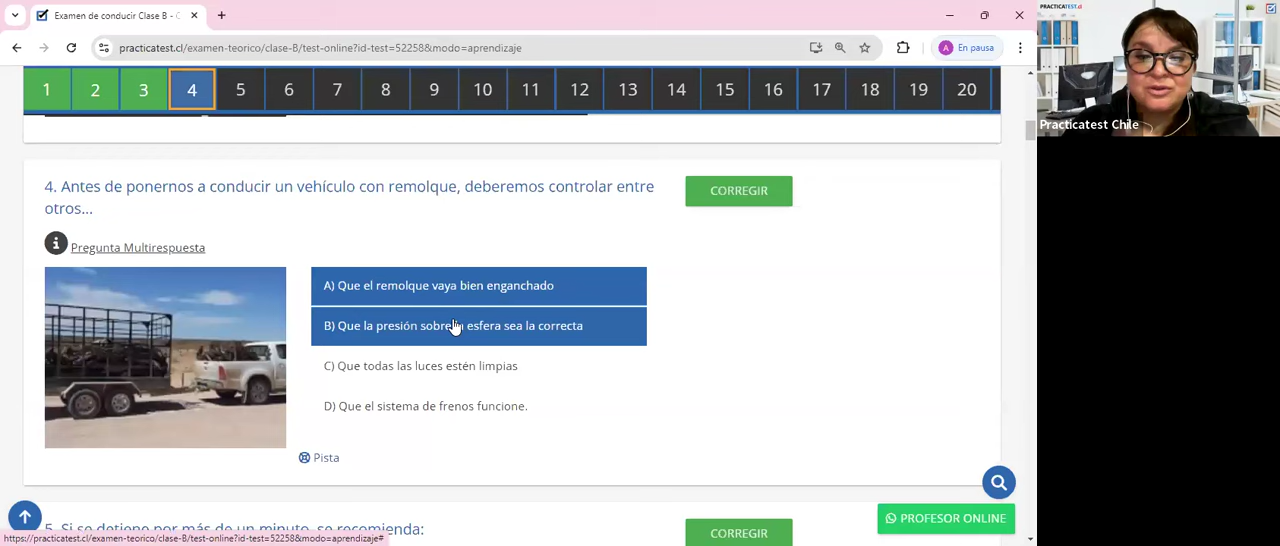 Examen de conducir Clase B - C
practicatest.cl/examen-teorico/clase-B/test-online?id-test=52258&modo=aprendizaje
A En pausa
1 2 3 4 5 6 7 8 9 10 11 12 13 14 15 16 17 18 19 20
4. Antes de ponernos a conducir un vehículo con remolque, deberemos controlar entre
otros...
CORREGIR
Pregunta Multirespuesta
A) Que el remolque vaya bien enganchado
B) Que la presión sobre la esfera sea la correcta
C) Que todas las luces estén limpias
D) Que el sistema de frenos funcione.
Pista
5. Si se detiene por más de un minuto, se recomienda:
CORREGIR
PROFESOR ONLINE
https://practicatest.cl/examen-teorico/clase-B/test-online?id-test=52258&modo=aprendizaje#
PRACTICATEST.cl
Practicatest Chile